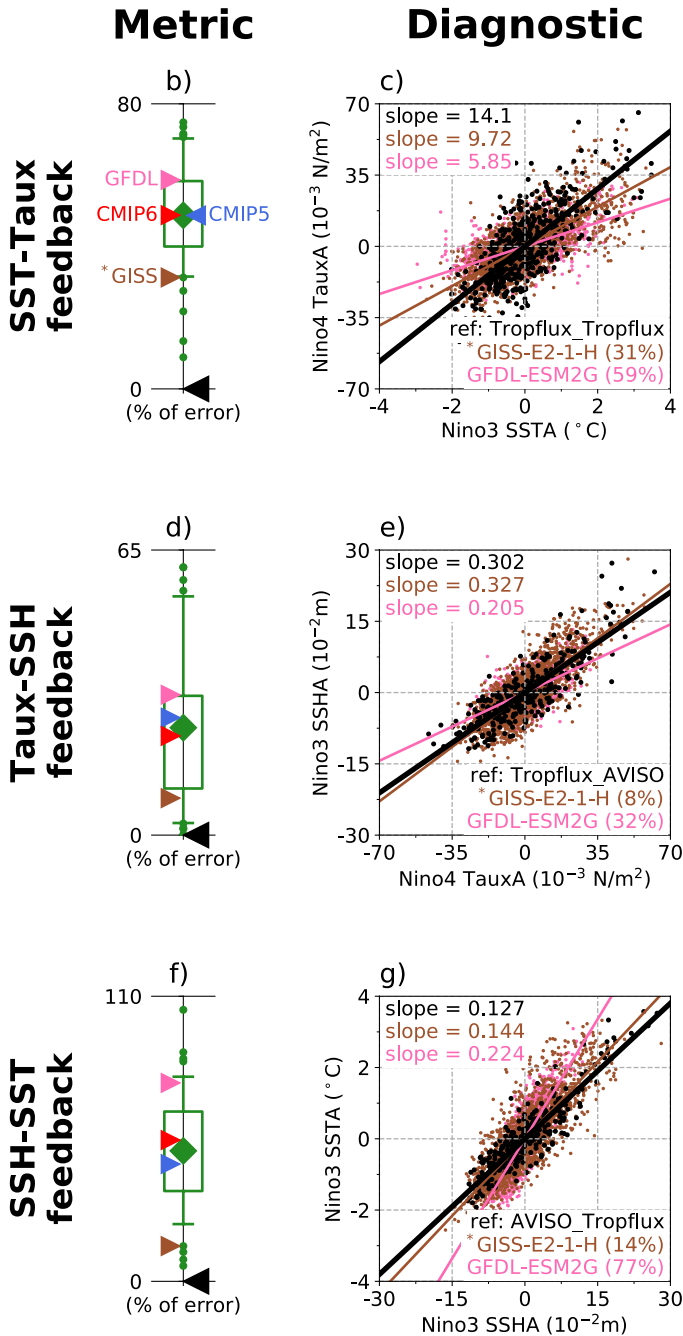 Metric
Diagnostic
SST-Taux
feedback
b)
80
GFDL
CMIP6
CMIP5
*GISS
0
(% of error)
c)
70
35
0
-35
-70
Nino4 TauxA (10⁻³ N/m²)
slope = 14.1
slope = 9.72
slope = 5.85
ref: Tropflux_Tropflux
*GISS-E2-1-H (31%)
GFDL-ESM2G (59%)
-4 -2 0 2 4
Nino3 SSTA (°C)
Taux-SSH
feedback
d)
65
0
(% of error)
e)
30
15
0
-15
-30
Nino3 SSHA (10⁻²m)
slope = 0.302
slope = 0.327
slope = 0.205
ref: Tropflux_AVISO
*GISS-E2-1-H (8%)
GFDL-ESM2G (32%)
-70 -35 0 35 70
Nino4 TauxA (10⁻³ N/m²)
SSH-SST
feedback
f)
110
0
(% of error)
g)
4
2
0
-2
-4
Nino3 SSTA (°C)
slope = 0.127
slope = 0.144
slope = 0.224
ref: AVISO_Tropflux
*GISS-E2-1-H (14%)
GFDL-ESM2G (77%)
-30 -15 0 15 30
Nino3 SSHA (10⁻²m)